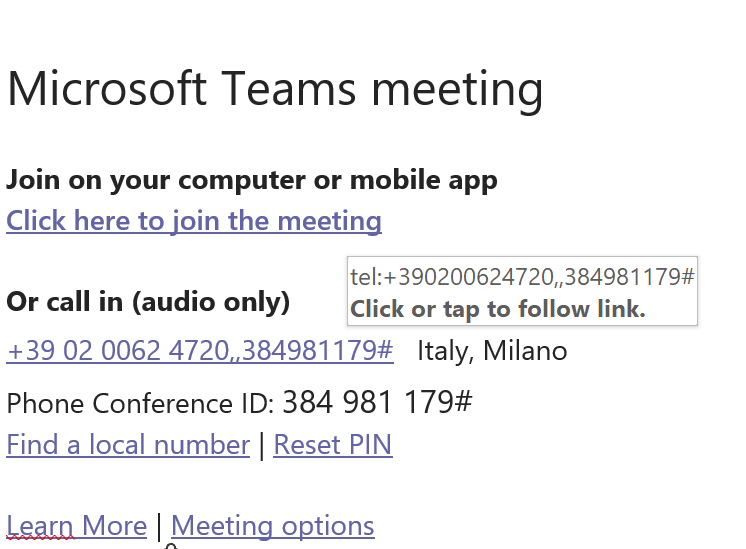 Microsoft Teams meeting
Join on your computer or mobile app
Click here to join the meeting
tel:+390200624720,,384981179#
Click or tap to follow link.
Or call in (audio only)
+39 02 0062 4720,,384981179# Italy, Milano
Phone Conference ID: 384 981 179#
Find a local number | Reset PIN
Learn More | Meeting options